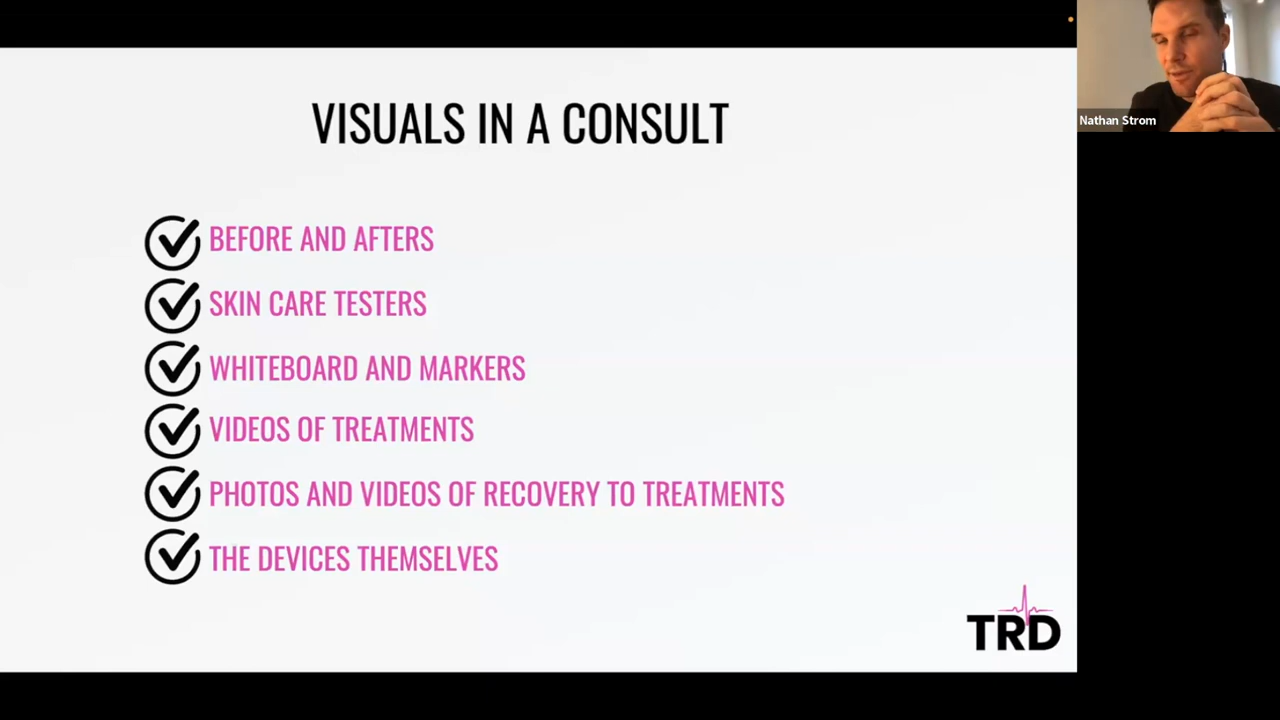 VISUALS IN A CONSULT
BEFORE AND AFTERS
SKIN CARE TESTERS
WHITEBOARD AND MARKERS
VIDEOS OF TREATMENTS
PHOTOS AND VIDEOS OF RECOVERY TO TREATMENTS
THE DEVICES THEMSELVES
TRD
Nathan Strom